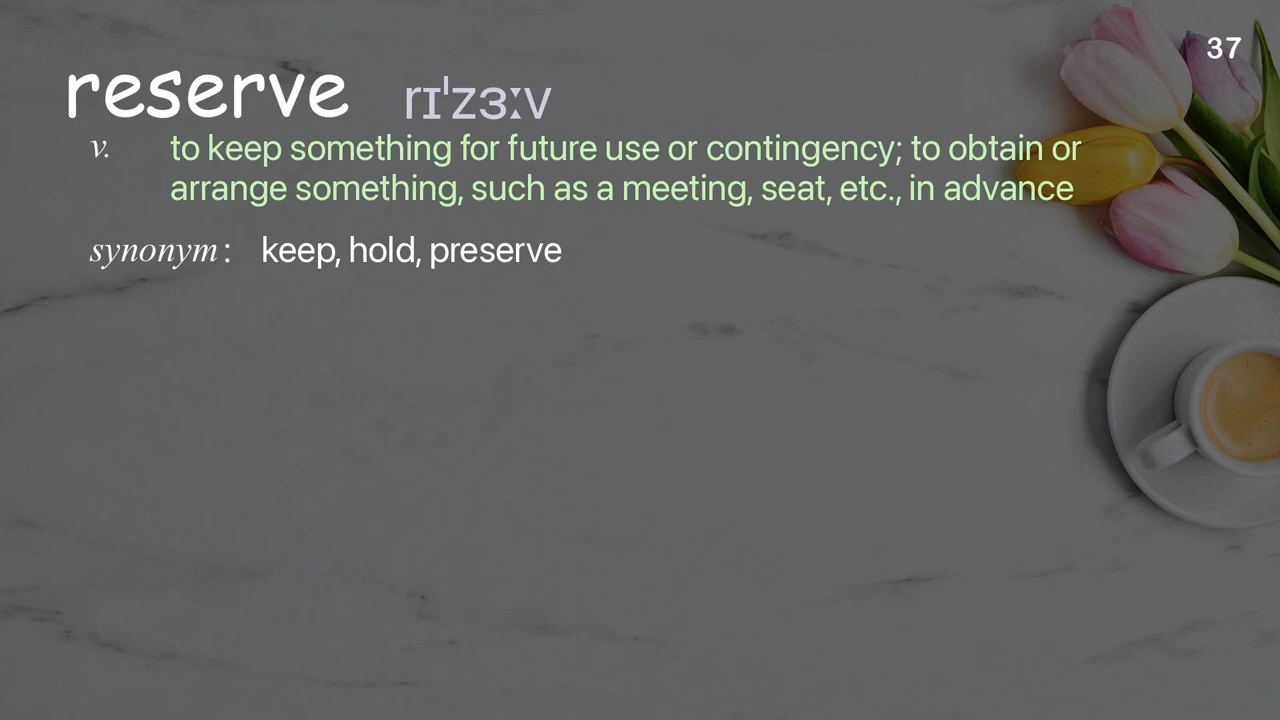 37
reserve rɪˈzɜːv
v. to keep something for future use or contingency; to obtain or
arrange something, such as a meeting, seat, etc., in advance
synonym : keep, hold, preserve